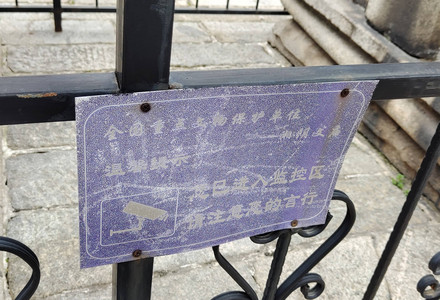 全国重点文物保护单位
温馨提示:
您已进入监控区
请注意您的言行